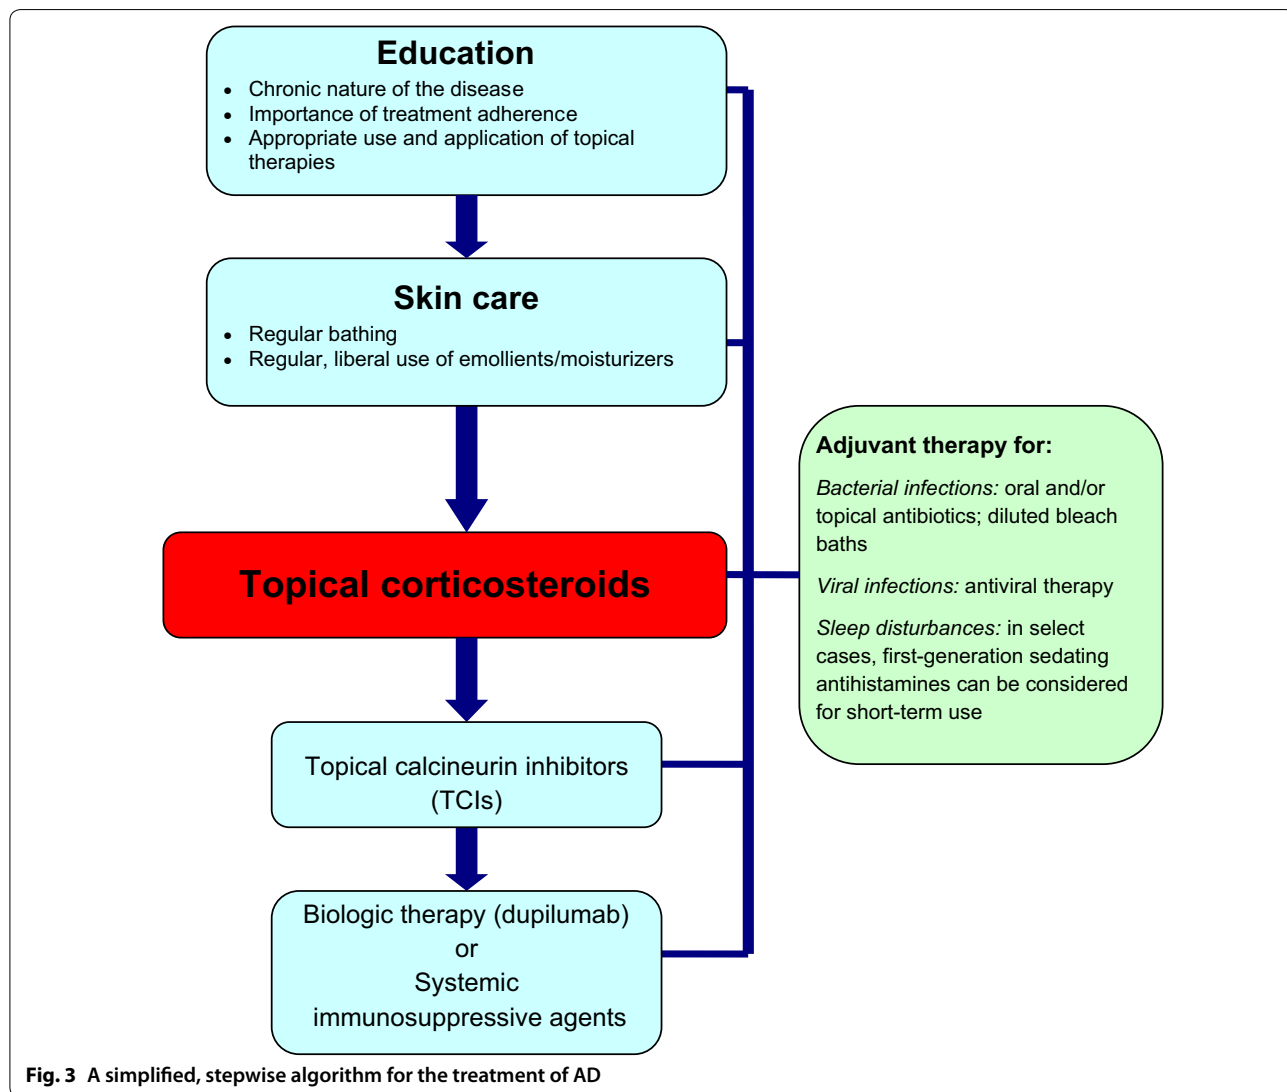 Education
• Chronic nature of the disease
• Importance of treatment adherence
• Appropriate use and application of topical
therapies
Skin care
• Regular bathing
• Regular, liberal use of emollients/moisturizers
Topical corticosteroids
Topical calcineurin inhibitors
(TCIs)
Biologic therapy (dupilumab)
or
Systemic
immunosuppressive agents
Adjuvant therapy for:
Bacterial infections: oral and/or
topical antibiotics; diluted bleach
baths
Viral infections: antiviral therapy
Sleep disturbances: in select
cases, first-generation sedating
antihistamines can be considered
for short-term use
Fig. 3 A simplified, stepwise algorithm for the treatment of AD